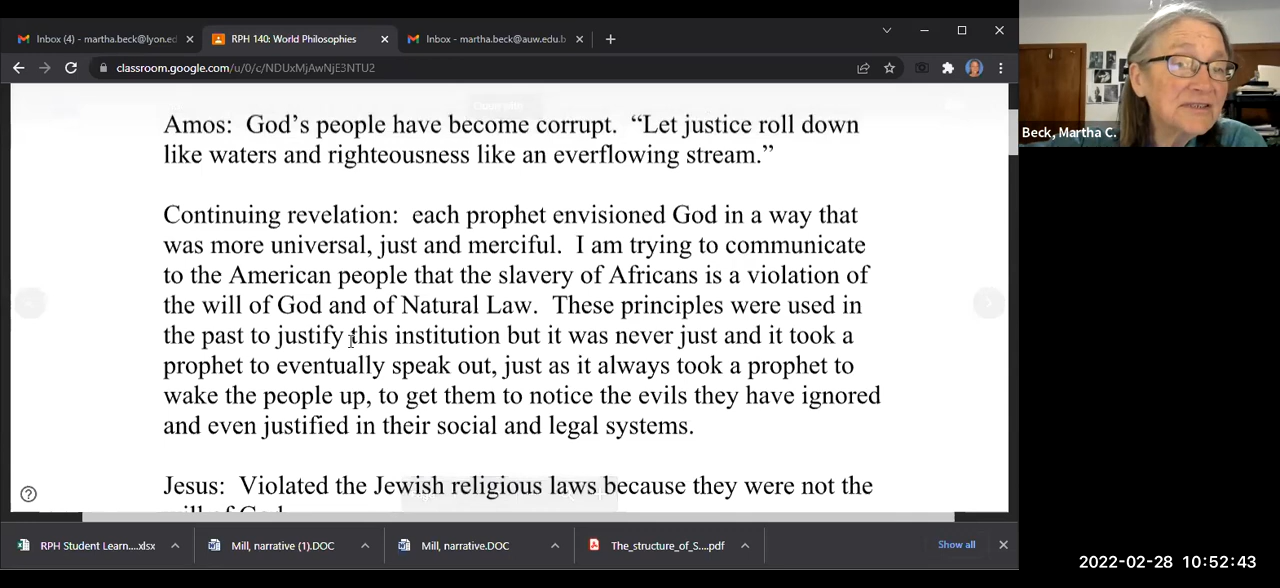 Inbox (4) - martha.beck@lyon.ed
RPH 140: World Philosophies
Inbox - martha.beck@auw.edu.b
classroom.google.com/u/0/c/NDUxMjAwNjE3NTU2
Beck, Martha C.
Amos:  God's people have become corrupt.  “Let justice roll down
like waters and righteousness like an everflowing stream.”
Continuing revelation:  each prophet envisioned God in a way that
was more universal, just and merciful.  I am trying to communicate
to the American people that the slavery of Africans is a violation of
the will of God and of Natural Law.  These principles were used in
the past to justify this institution but it was never just and it took a
prophet to eventually speak out, just as it always took a prophet to
wake the people up, to get them to notice the evils they have ignored
and even justified in their social and legal systems.
Jesus:  Violated the Jewish religious laws because they were not the
will of God
RPH Student Learn....xlsx
Mill, narrative (1).DOC
Mill, narrative.DOC
The_structure_of_S....pdf
Show all
2022-02-28 10:52:43